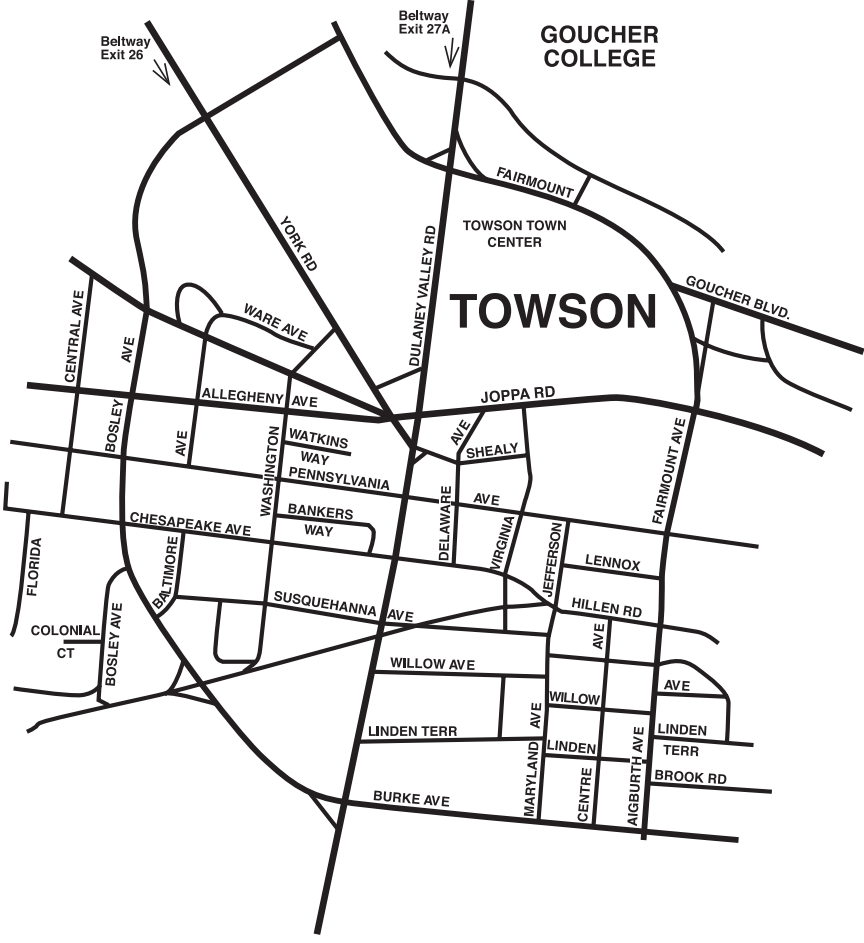 Beltway
Exit 26
Beltway
Exit 27A
GOUCHER
COLLEGE
FAIRMOUNT
TOWSON TOWN
CENTER
YORK RD
DULANEY VALLEY RD
TOWSON
GOUCHER BLVD.
CENTRAL AVE
WARE AVE
BOSLEY AVE
ALLEGHENY AVE
JOPPA RD
AVE
WASHINGTON AVE
WATKINS
WAY
PENNSYLVANIA AVE
SHEALY
FAIRMOUNT AVE
DELAWARE
BANKERS
WAY
CHESAPEAKE AVE
VIRGINIA
JEFFERSON
LENNOX
FLORIDA
BALTIMORE
SUSQUEHANNA AVE
HILLEN RD
COLONIAL
CT
BOSLEY AVE
AVE
WILLOW AVE
WILLOW AVE
LINDEN TERR
MARYLAND AVE
LINDEN
LINDEN
TERR
CENTRE
AIGBURTH AVE
BROOK RD
BURKE AVE